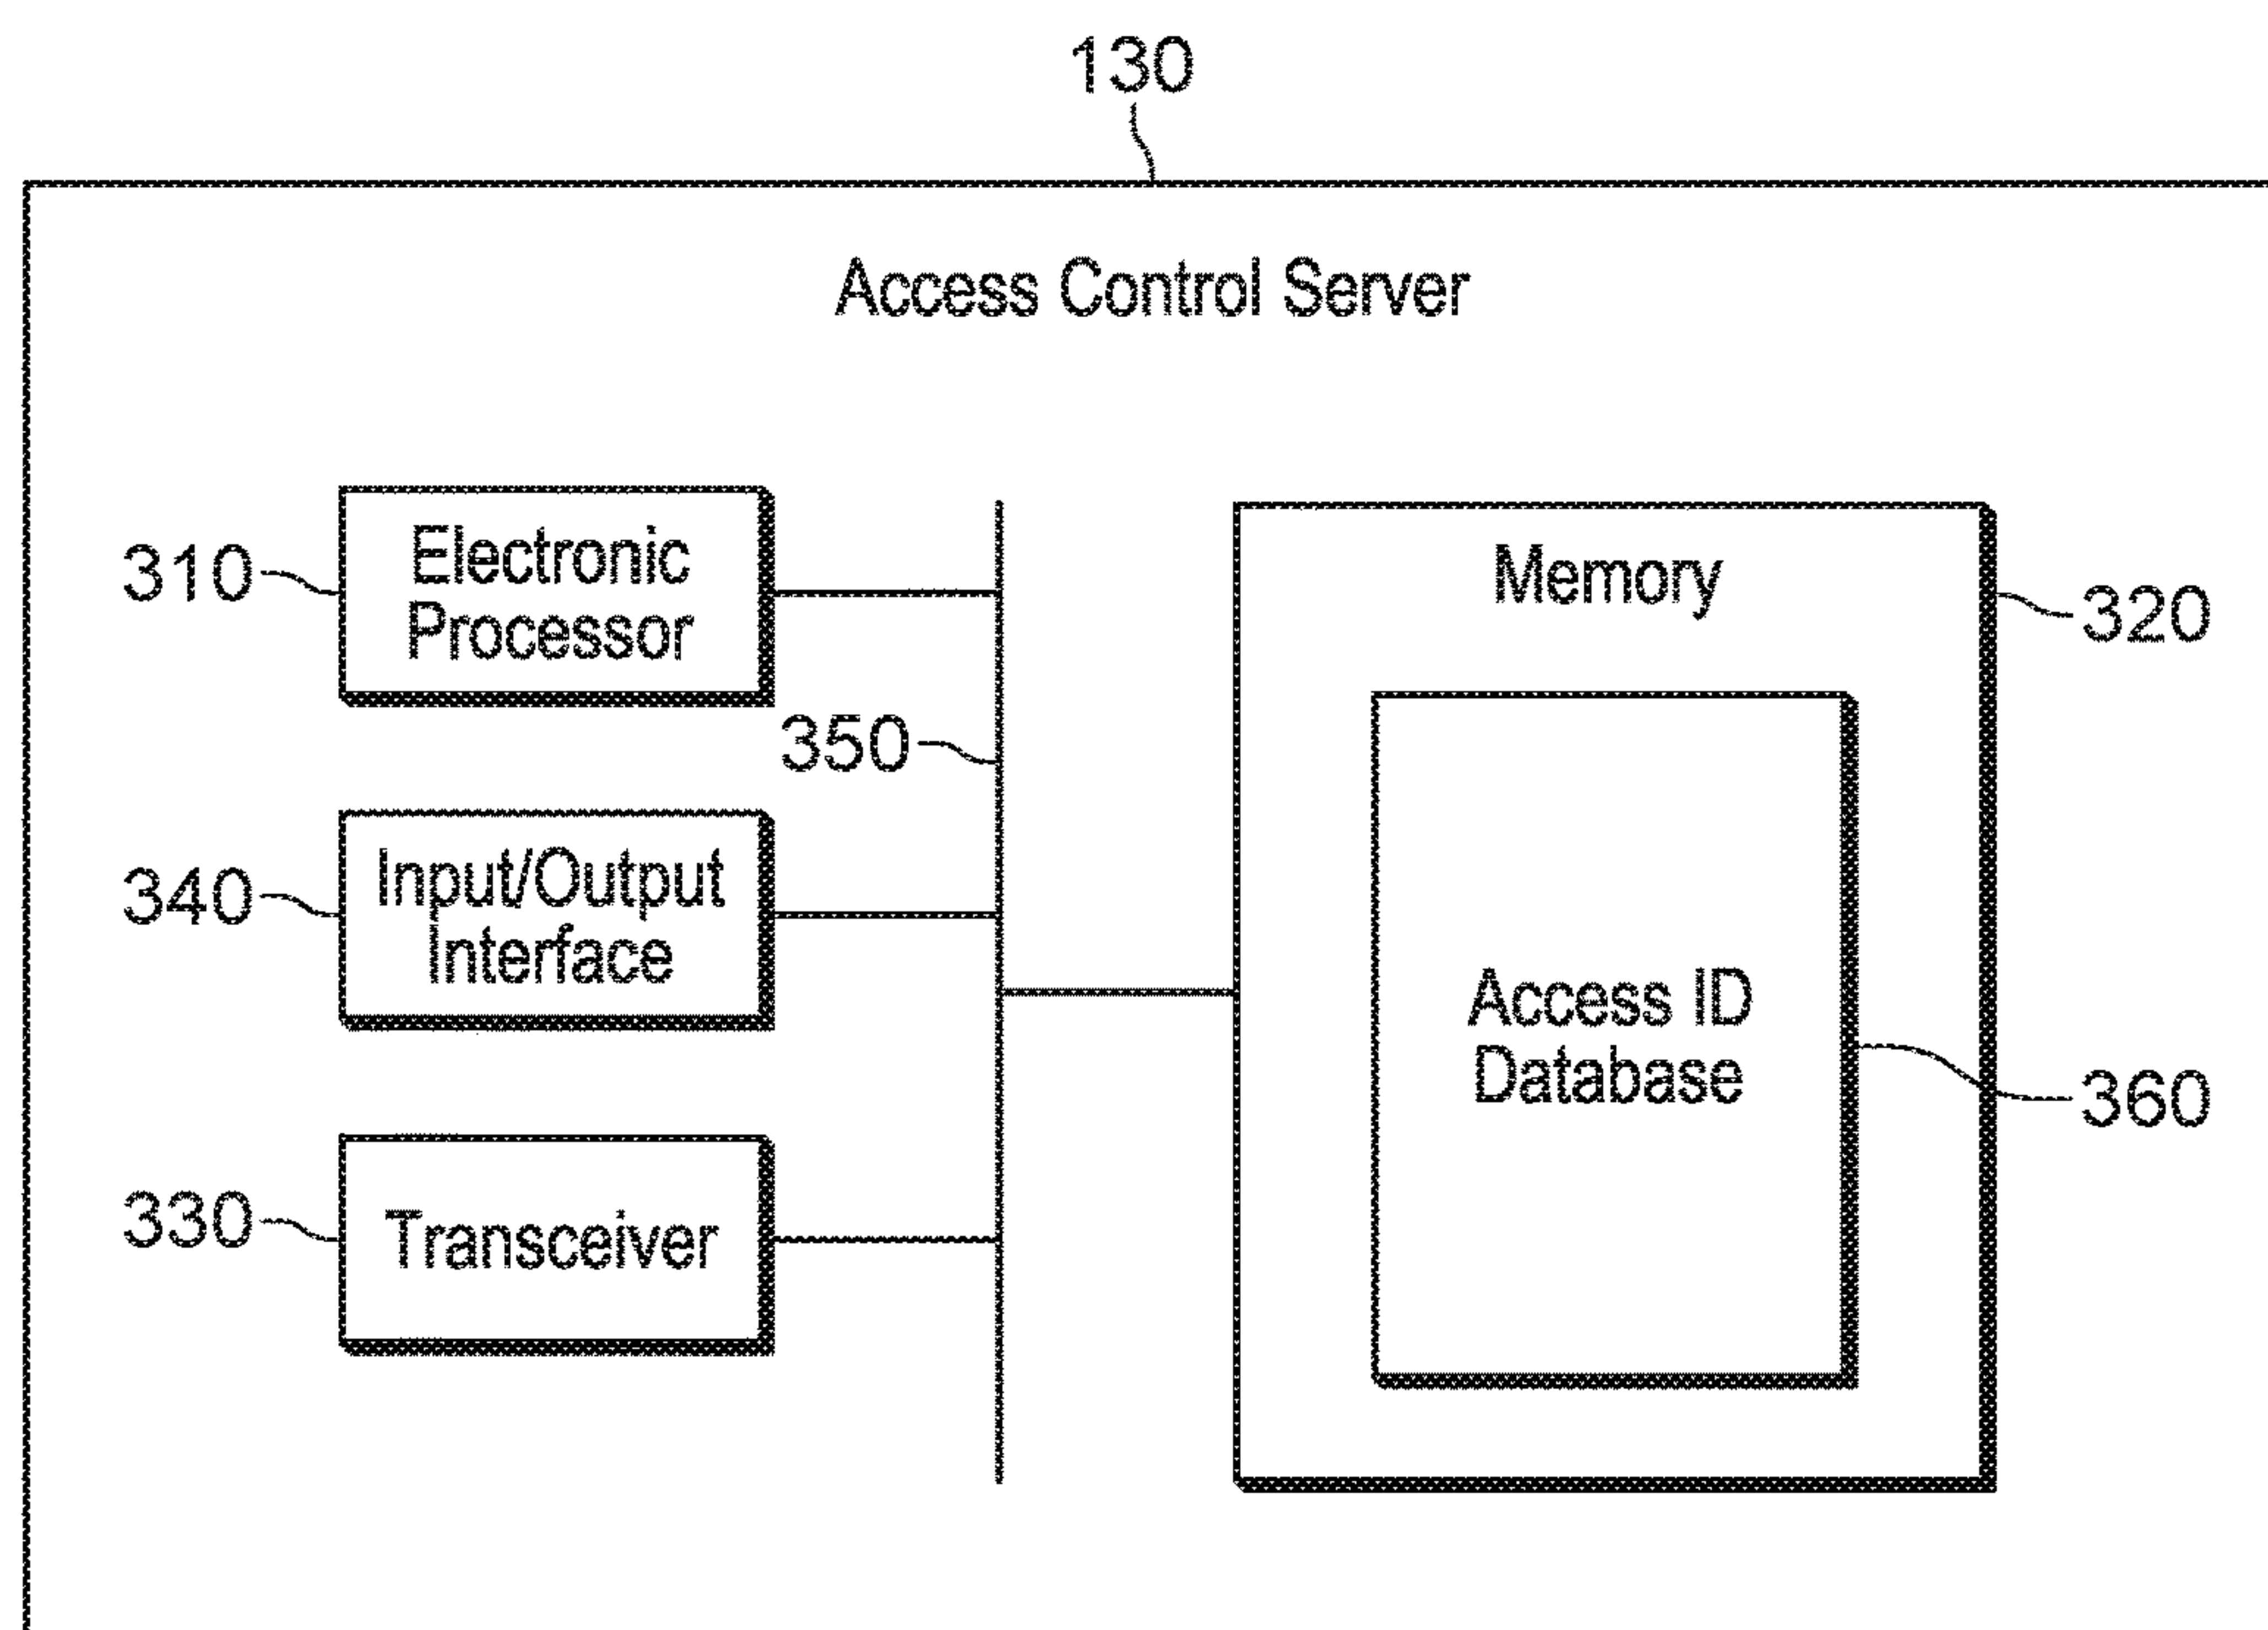 130
Access Control Server
310
Electronic
Processor
350
340
Input/Output
Interface
330
Transceiver
Memory
320
Access ID
Database
360